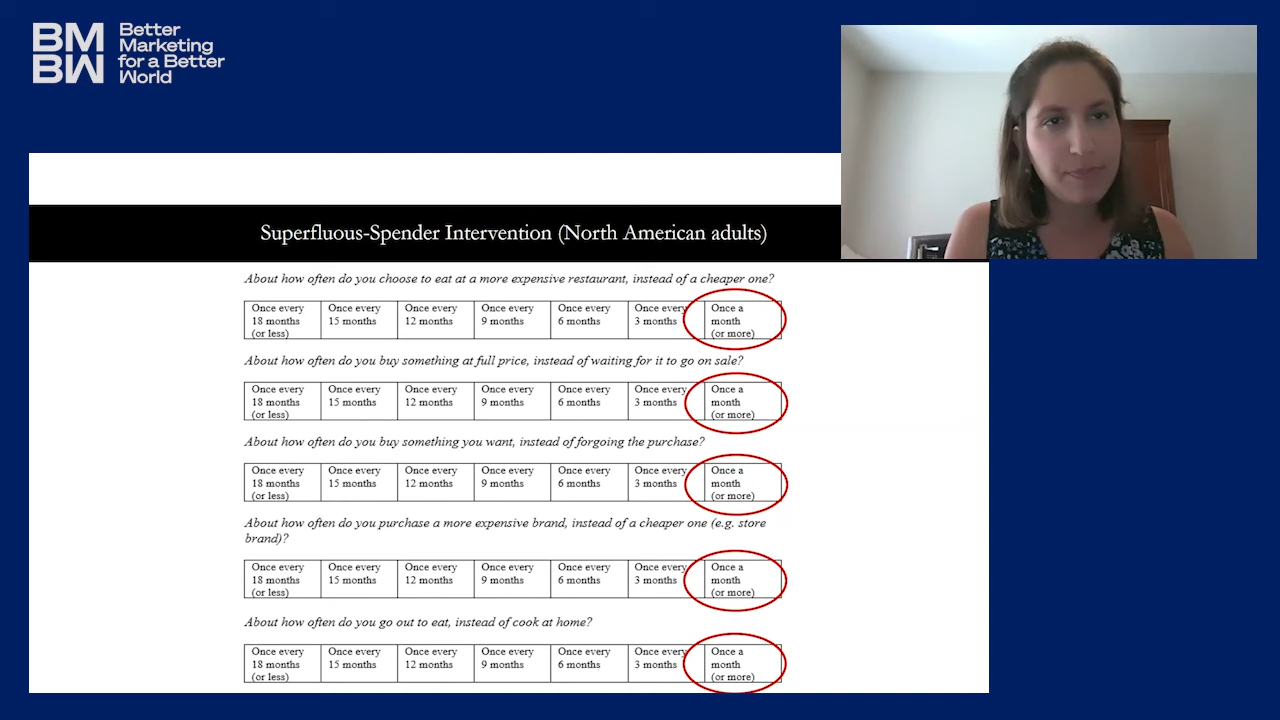 BM
BW
Better
Marketing
for a Better
World
Superfluous-Spender Intervention (North American adults)
About how often do you choose to eat at a more expensive restaurant, instead of a cheaper one?
Once every 18 months (or less) Once every 15 months Once every 12 months Once every 9 months Once every 6 months Once every 3 months Once a month (or more)
About how often do you buy something at full price, instead of waiting for it to go on sale?
Once every 18 months (or less) Once every 15 months Once every 12 months Once every 9 months Once every 6 months Once every 3 months Once a month (or more)
About how often do you buy something you want, instead of forgoing the purchase?
Once every 18 months (or less) Once every 15 months Once every 12 months Once every 9 months Once every 6 months Once every 3 months Once a month (or more)
About how often do you purchase a more expensive brand, instead of a cheaper one (e.g. store
brand)?
Once every 18 months (or less) Once every 15 months Once every 12 months Once every 9 months Once every 6 months Once every 3 months Once a month (or more)
About how often do you go out to eat, instead of cook at home?
Once every 18 months (or less) Once every 15 months Once every 12 months Once every 9 months Once every 6 months Once every 3 months Once a month (or more)